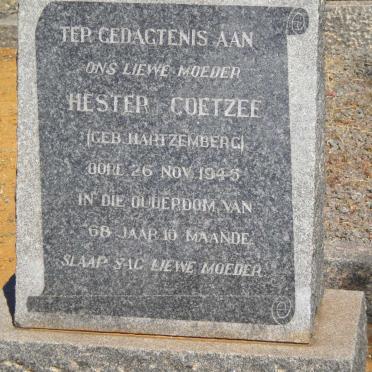 TER GEDAGTENIS AAN
ONS LIEWE MOEDER
HESTER COETZEE
(GEB. HARTZEMBERG)
OORL. 26 NOV. 1945
IN DIE OUDERDOM VAN
68 JAAR 10 MAANDE
SLAAP SAG LIEWE MOEDER